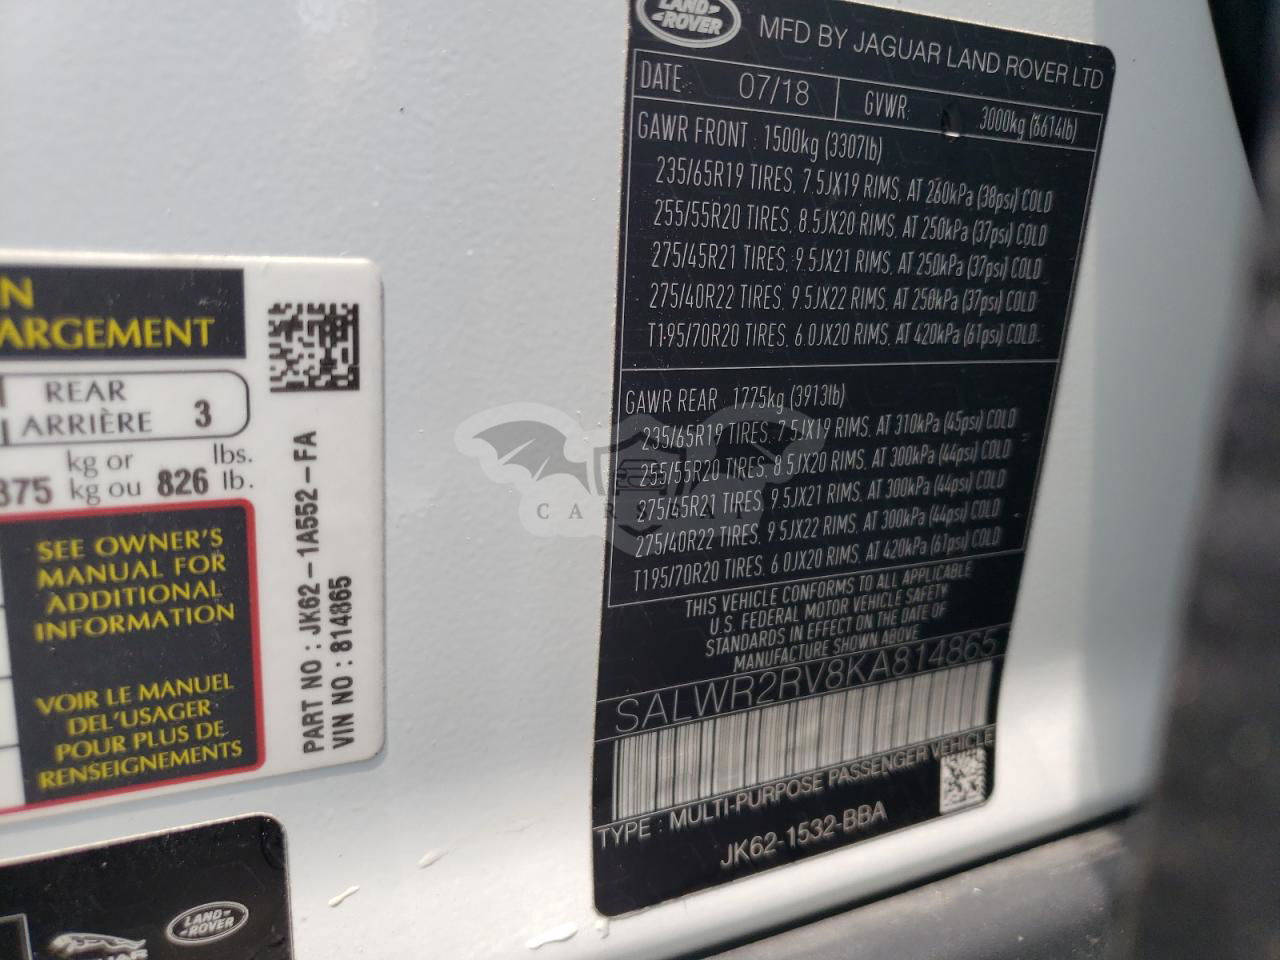 LAND ROVER
MFD BY JAGUAR LAND ROVER LTD
DATE: 07/18 GVWR: 3000kg (6614lb)
GAWR FRONT : 1500kg (3307lb)
235/65R19 TIRES, 7.5JX19 RIMS, AT 260kPa (38psi) COLD
255/55R20 TIRES, 8.5JX20 RIMS, AT 250kPa (37psi) COLD
275/45R21 TIRES, 9.5JX21 RIMS, AT 250kPa (37psi) COLD
275/40R22 TIRES, 9.5JX22 RIMS, AT 250kPa (37psi) COLD
T195/70R20 TIRES, 6.0JX20 RIMS, AT 420kPa (61psi) COLD
GAWR REAR : 1775kg (3913lb)
235/65R19 TIRES, 7.5JX19 RIMS, AT 310kPa (45psi) COLD
255/55R20 TIRES, 8.5JX20 RIMS, AT 300kPa (44psi) COLD
275/45R21 TIRES, 9.5JX21 RIMS, AT 300kPa (44psi) COLD
275/40R22 TIRES, 9.5JX22 RIMS, AT 300kPa (44psi) COLD
T195/70R20 TIRES, 6.0JX20 RIMS, AT 420kPa (61psi) COLD
THIS VEHICLE CONFORMS TO ALL APPLICABLE
U.S. FEDERAL MOTOR VEHICLE SAFETY
STANDARDS IN EFFECT ON THE DATE OF
MANUFACTURE SHOWN ABOVE
SALWR2RV8KA814865
TYPE : MULTI-PURPOSE PASSENGER VEHICLE
JK62-1532-BBA
N
ARGEMENT
REAR
ARRIÈRE 3
kg or lbs.
375 kg ou 826 lb.
SEE OWNER'S
MANUAL FOR
ADDITIONAL
INFORMATION
VOIR LE MANUEL
DEL'USAGER
POUR PLUS DE
RENSEIGNEMENTS
PART NO : JK62-1A552-FA
VIN NO : 814865
LAND ROVER